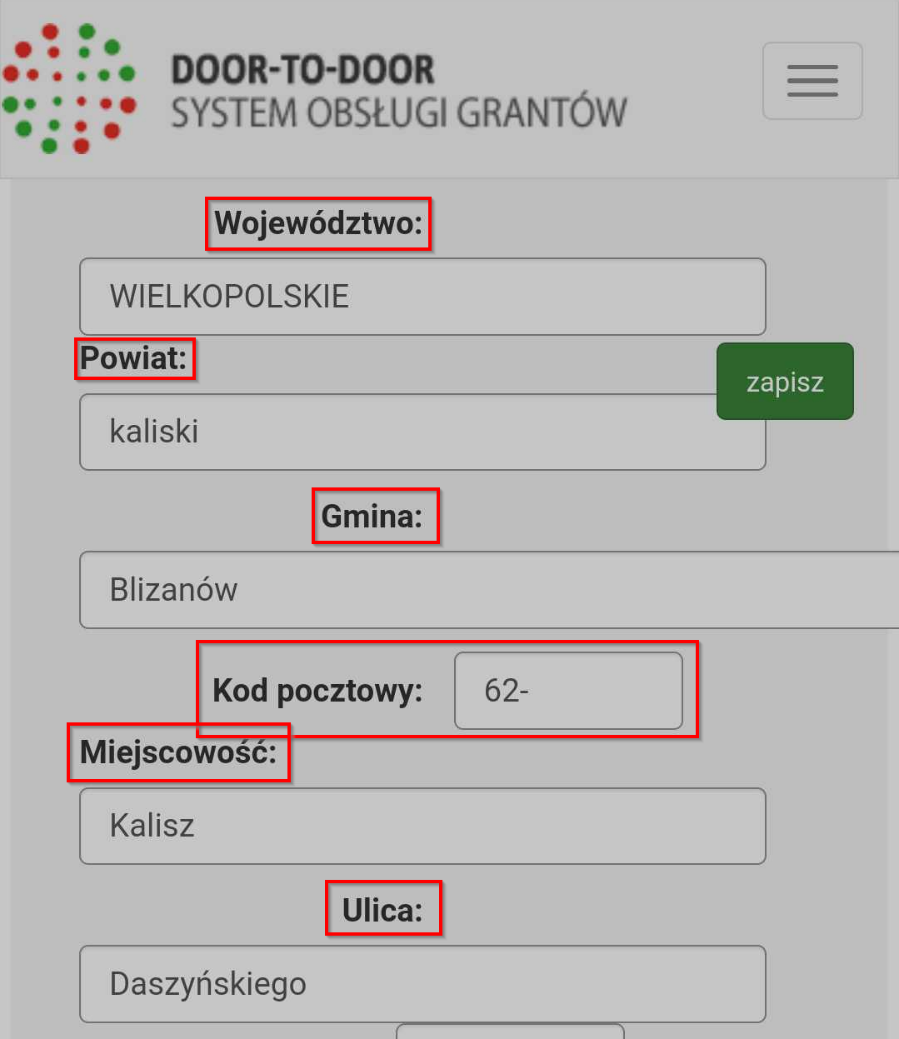 DOOR-TO-DOOR
SYSTEM OBSŁUGI GRANTÓW
Województwo:
WIELKOPOLSKIE
Powiat:
zapisz
kaliski
Gmina:
Blizanów
Kod pocztowy: 62-
Miejscowość:
Kalisz
Ulica:
Daszyńskiego